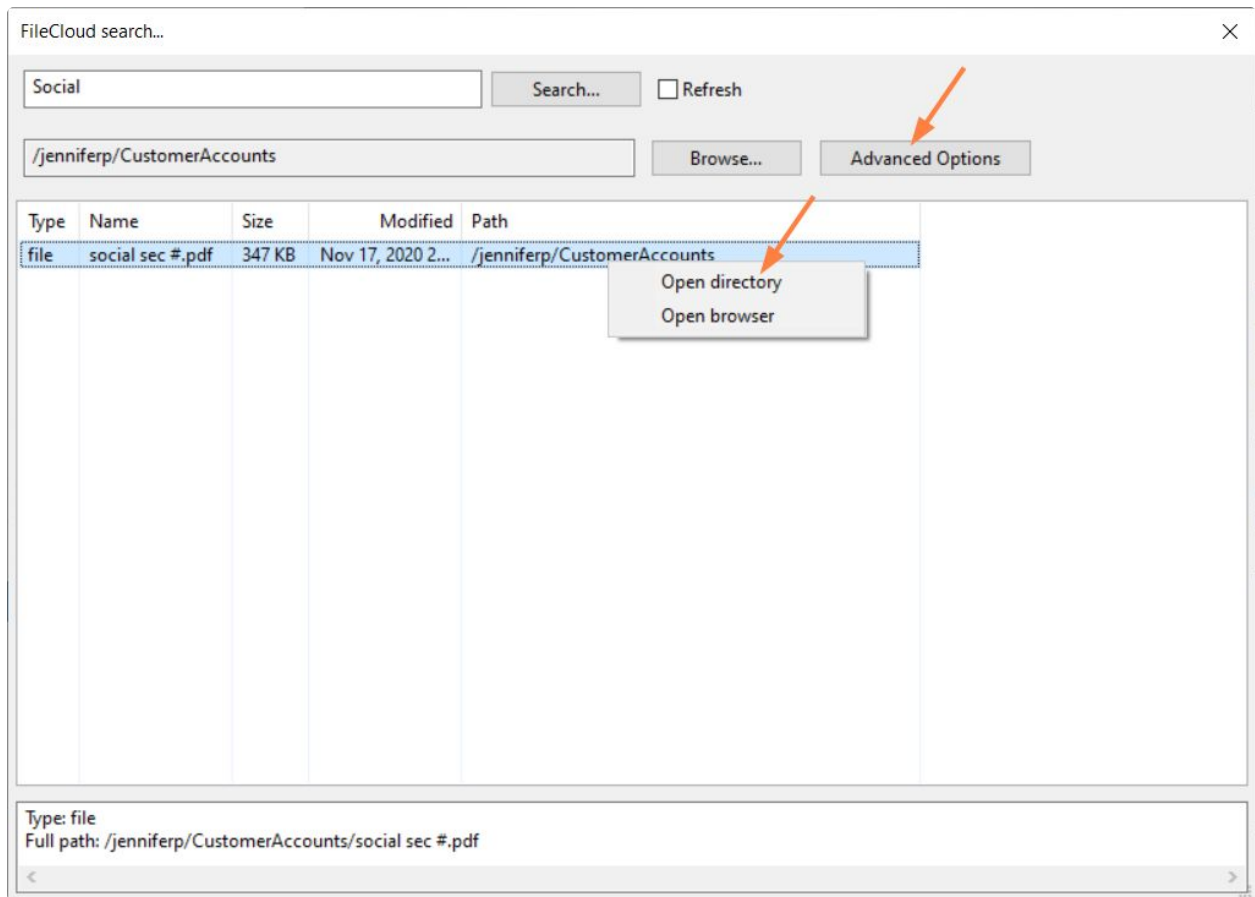 FileCloud search...
Social
Search...
Refresh
/jenniferp/CustomerAccounts
Browse...
Advanced Options
Type Name Size Modified Path
file social sec #.pdf 347 KB Nov 17, 2020 2... /jenniferp/CustomerAccounts
Open directory
Open browser
Type: file
Full path: /jenniferp/CustomerAccounts/social sec #.pdf